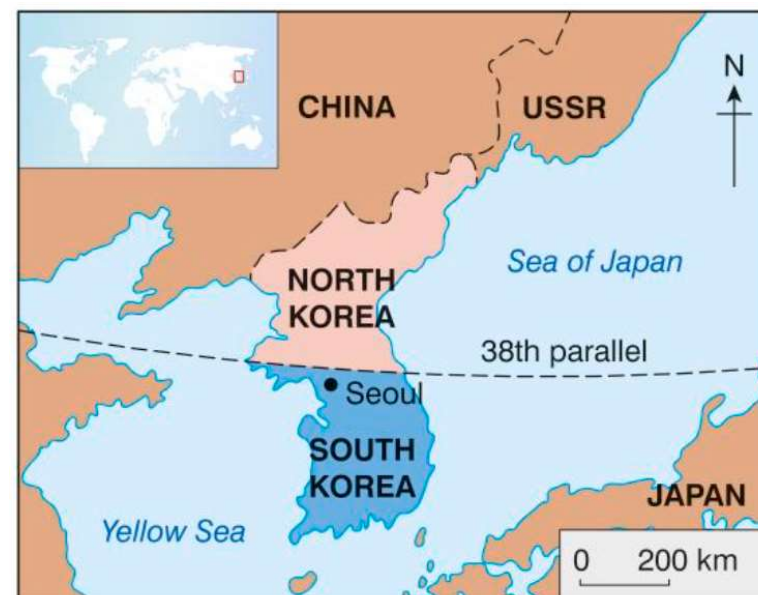 CHINA
USSR
N
NORTH
KOREA
Sea of Japan
38th parallel
Seoul
SOUTH
KOREA
JAPAN
Yellow Sea
0 200 km